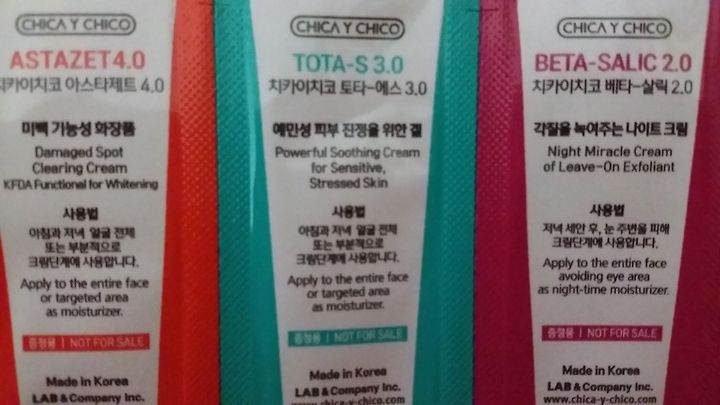 CHICA Y CHICO
ASTAZET 4.0
치카이치코 아스타제트 4.0
미백 기능성 화장품
Damaged Spot
Clearing Cream
KFDA Functional for Whitening
사용법
아침과 저녁 얼굴 전체
또는 부분적으로
크림단계에 사용합니다.
Apply to the entire face
or targeted area
as moisturizer.
증정용 | NOT FOR SALE
Made in Korea
LAB & Company Inc.
CHICA Y CHICO
TOTA-S 3.0
치카이치코 토타-에스 3.0
예민성 피부 진정을 위한 겔
Powerful Soothing Cream
for Sensitive,
Stressed Skin
사용법
아침과 저녁 얼굴 전체
또는 부분적으로
크림단계에 사용합니다.
Apply to the entire face
or targeted area
as moisturizer.
증정용 | NOT FOR SALE
Made in Korea
LAB & Company Inc.
www.chica-y-chico.com
CHICA Y CHICO
BETA-SALIC 2.0
치카이치코 베타-살릭 2.0
각질을 녹여주는 나이트 크림
Night Miracle Cream
of Leave-On Exfoliant
사용법
저녁 세안 후, 눈 주변을 피해
크림단계에 사용합니다.
Apply to the entire face
avoiding eye area
as night-time moisturizer.
증정용 | NOT FOR SALE
Made in Korea
LAB & Company Inc.
www.chica-y-chico.com